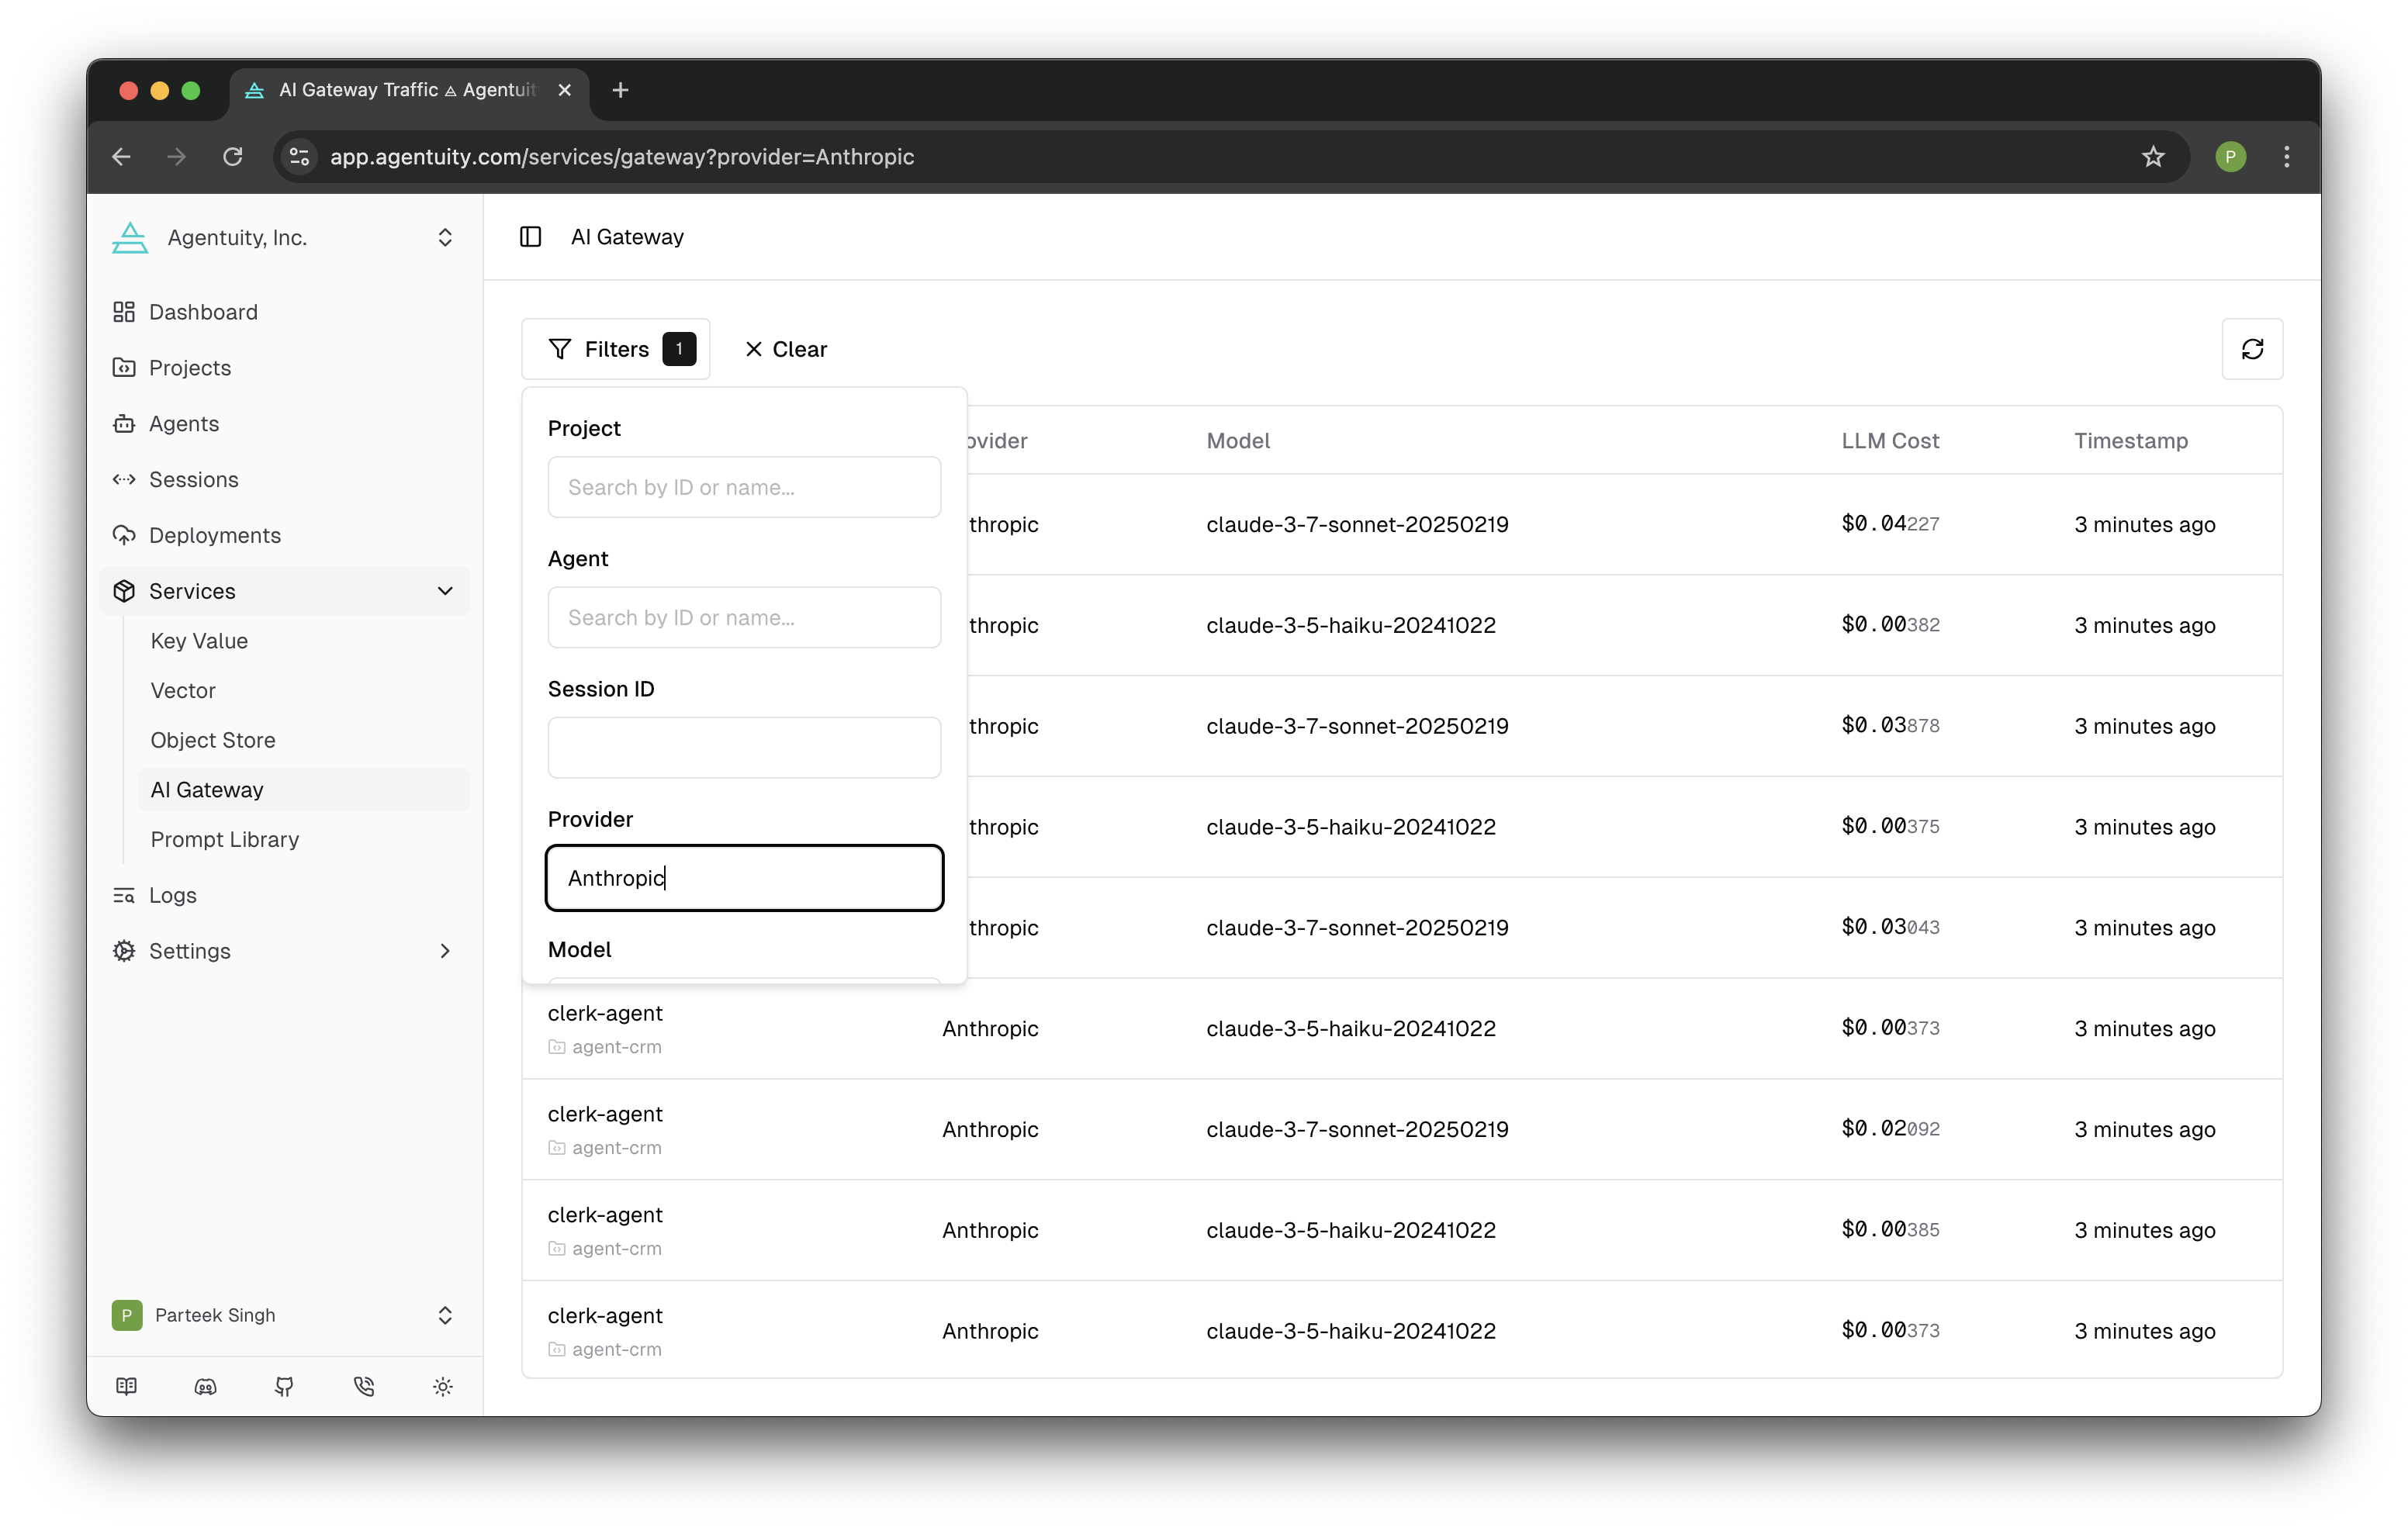 AI Gateway Traffic ◬ Agentuit
app.agentuity.com/services/gateway?provider=Anthropic
P
Agentuity, Inc.
Dashboard
Projects
Agents
Sessions
Deployments
Services
Key Value
Vector
Object Store
AI Gateway
Prompt Library
Logs
Settings
P Parteek Singh
AI Gateway
Filters 1 Clear
Project
Search by ID or name...
Agent
Search by ID or name...
Session ID
Provider
Anthropic
Model
ovider Model LLM Cost Timestamp
thropic claude-3-7-sonnet-20250219 $0.04227 3 minutes ago
thropic claude-3-5-haiku-20241022 $0.00382 3 minutes ago
thropic claude-3-7-sonnet-20250219 $0.03878 3 minutes ago
thropic claude-3-5-haiku-20241022 $0.00375 3 minutes ago
thropic claude-3-7-sonnet-20250219 $0.03043 3 minutes ago
clerk-agent
agent-crm
Anthropic claude-3-5-haiku-20241022 $0.00373 3 minutes ago
clerk-agent
agent-crm
Anthropic claude-3-7-sonnet-20250219 $0.02092 3 minutes ago
clerk-agent
agent-crm
Anthropic claude-3-5-haiku-20241022 $0.00385 3 minutes ago
clerk-agent
agent-crm
Anthropic claude-3-5-haiku-20241022 $0.00373 3 minutes ago